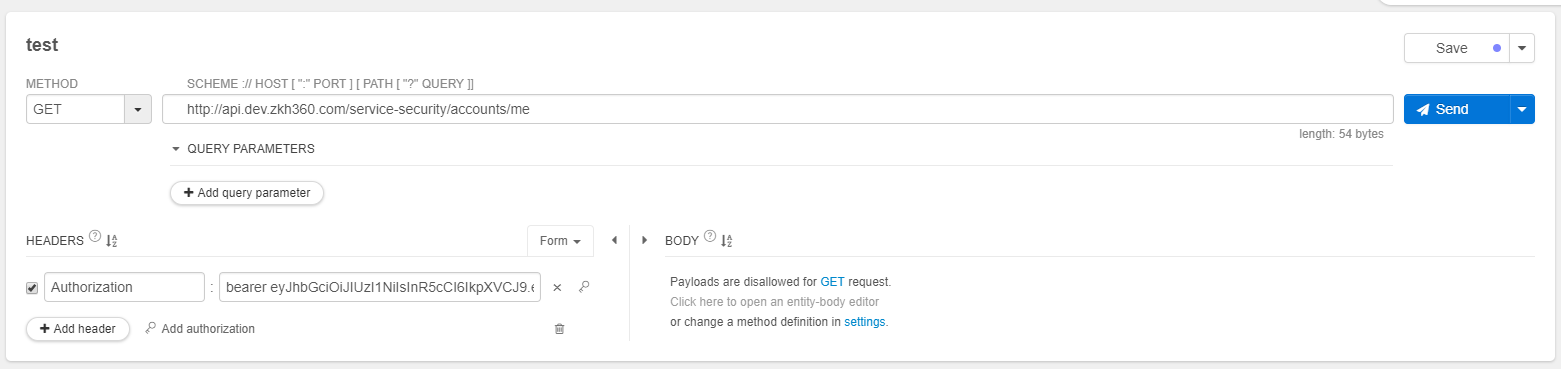 test
Save
METHOD
SCHEME :// HOST [ ":" PORT ] [ PATH [ "?" QUERY ]]
GET
http://api.dev.zkh360.com/service-security/accounts/me
Send
length: 54 bytes
QUERY PARAMETERS
+ Add query parameter
HEADERS ? AZ
Form
BODY ? AZ
Authorization : bearer eyJhbGciOiJIUzI1NiIsInR5cCI6IkpXVCJ9.e
Payloads are disallowed for GET request.
Click here to open an entity-body editor
or change a method definition in settings.
+ Add header
Add authorization